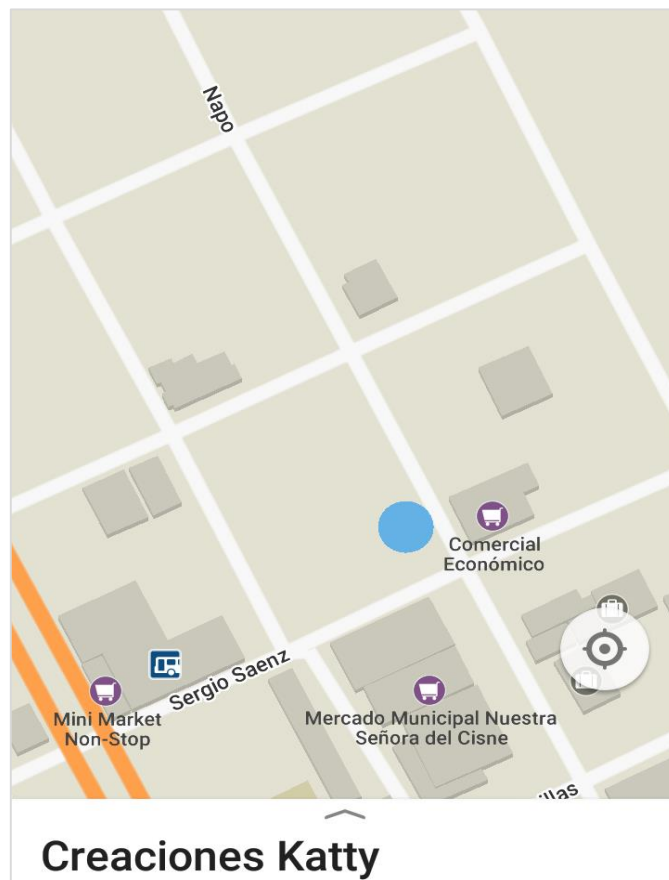 Napo
Comercial
Económico
Sergio Saenz
Mini Market
Non-Stop
Mercado Municipal Nuestra
Señora del Cisne
Creaciones Katty